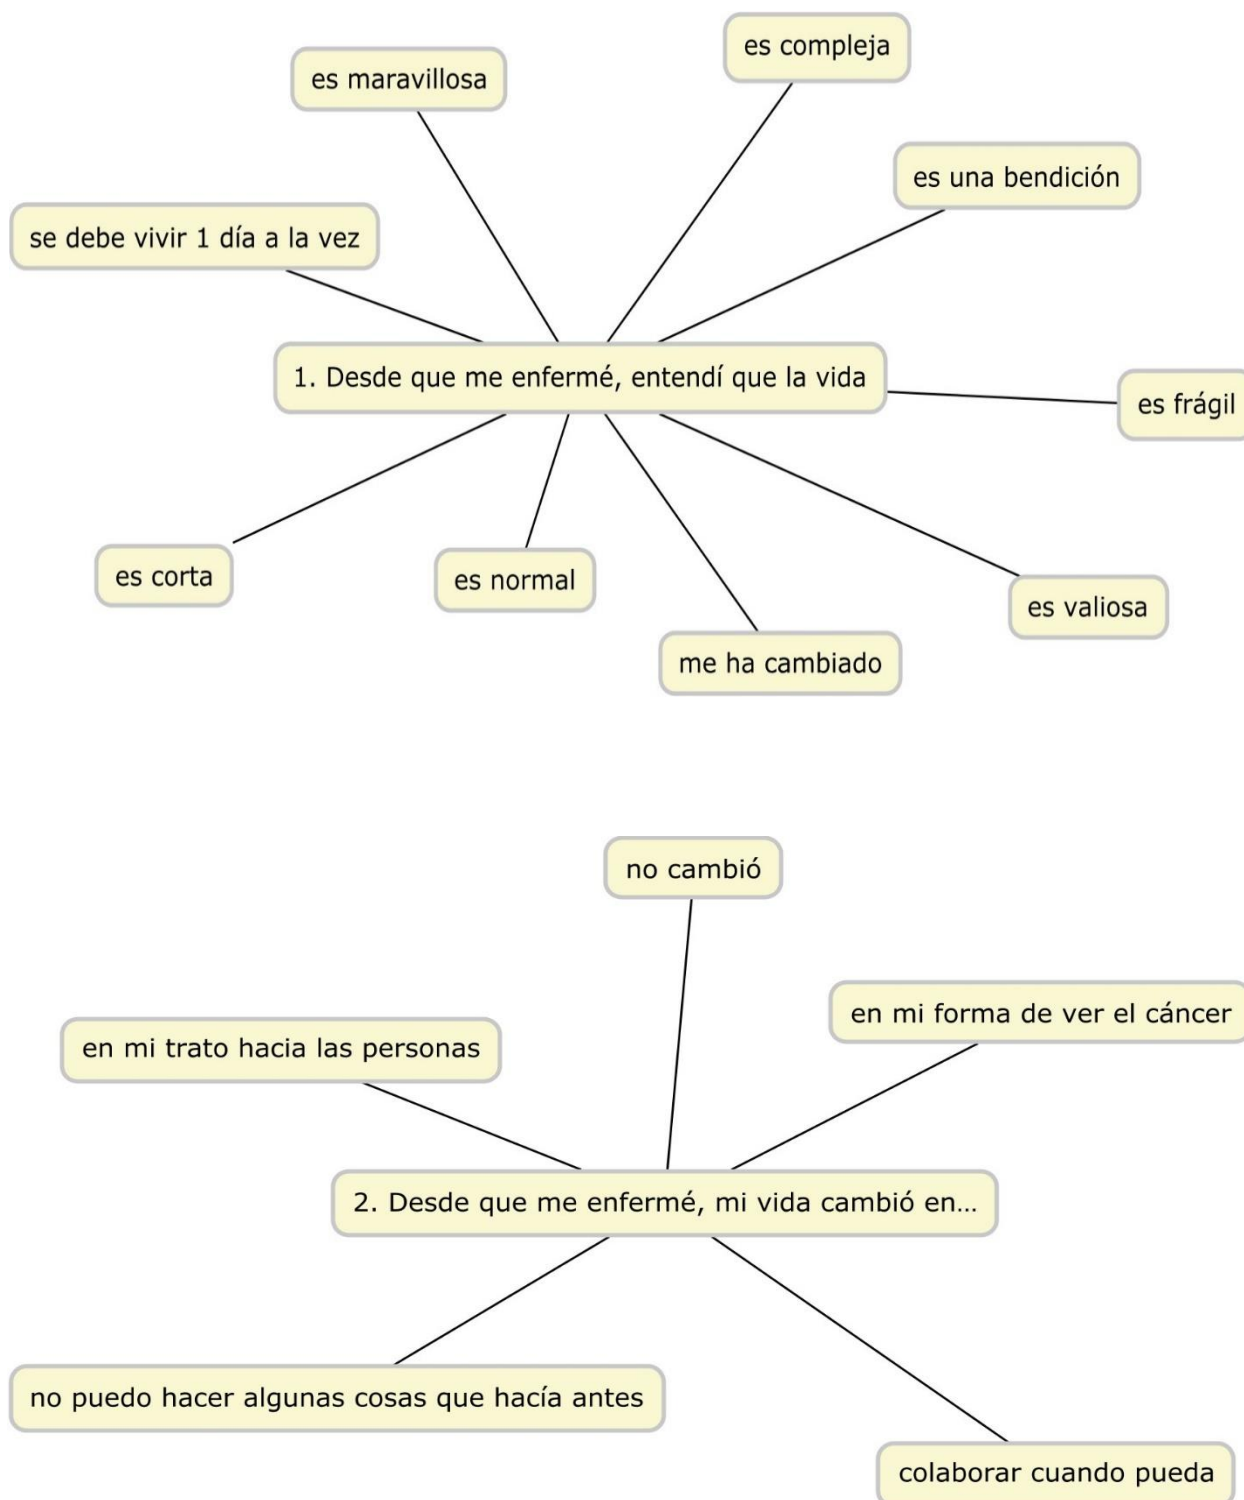 es compleja
es maravillosa
es una bendición
se debe vivir 1 día a la vez
1. Desde que me enfermé, entendí que la vida
es frágil
es corta
es normal
es valiosa
me ha cambiado
no cambió
en mi forma de ver el cáncer
en mi trato hacia las personas
2. Desde que me enfermé, mi vida cambió en...
no puedo hacer algunas cosas que hacía antes
colaborar cuando pueda